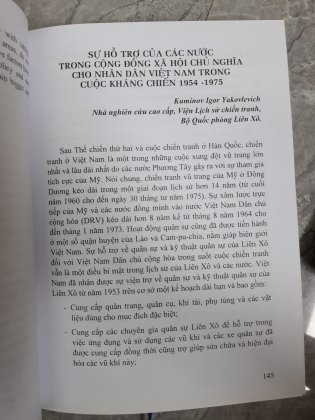 SỰ HỖ TRỢ CỦA CÁC NƯỚC
TRONG CỘNG ĐỒNG XÃ HỘI CHỦ NGHĨA
CHO NHÂN DÂN VIỆT NAM TRONG
CUỘC KHÁNG CHIẾN 1954 -1975
Kuminov Igor Yakovlevich
Nhà nghiên cứu cao cấp, Viện Lịch sử chiến tranh,
Bộ Quốc phòng Liên Xô.
Sau Thế chiến thứ hai và cuộc chiến tranh ở Hàn Quốc, chiến
tranh ở Việt Nam là một trong những cuộc xung đột vũ trang lớn
nhất và lâu dài nhất do các nước Phương Tây gây ra với sự tham gia
tích cực của Mỹ. Nói chung, chiến tranh vũ trang của Mỹ ở Đông
Dương kéo dài trong một giai đoạn lịch sử hơn 14 năm (từ cuối
năm 1960 cho đến ngày 30 tháng tư năm 1975). Sự xâm lược trực
tiếp của Mỹ và các nước đồng minh vào nước Việt Nam Dân chủ
cộng hòa (DRV) kéo dài hơn 8 năm kể từ tháng 8 năm 1964 cho
đến tháng 1 năm 1973. Hoạt động quân sự cũng đã được tiến hành
ở một số quận huyện của Lào và Cam-pu-chia, nằm giáp biên giới
Việt Nam. Sự hỗ trợ về quân sự và kỹ thuật quân sự của Liên Xô
đối với Việt Nam Dân chủ cộng hòa trong suốt cuộc chiến tranh
vẫn là một điều bí mật trong lịch sử của Liên Xô và các nước. Việt
Nam đã nhận được sự viện trợ về quân sự và kỹ thuật quân sự của
Liên Xô từ năm 1953 trên cơ sở một kế hoạch dài hạn và bao gồm:
- Cung cấp quân trang, quân cụ, khí tài, phụ tùng và các vật
liệu dùng cho mục đích đặc biệt;
- Cung cấp các chuyên gia quân sự Liên Xô để hỗ trợ trong
việc ứng dụng và sử dụng các vũ khí và các xe quân sự đã
được cung cấp đồng thời cũng trợ giúp sửa chữa và hiện đại
hóa các vũ khí này;
145